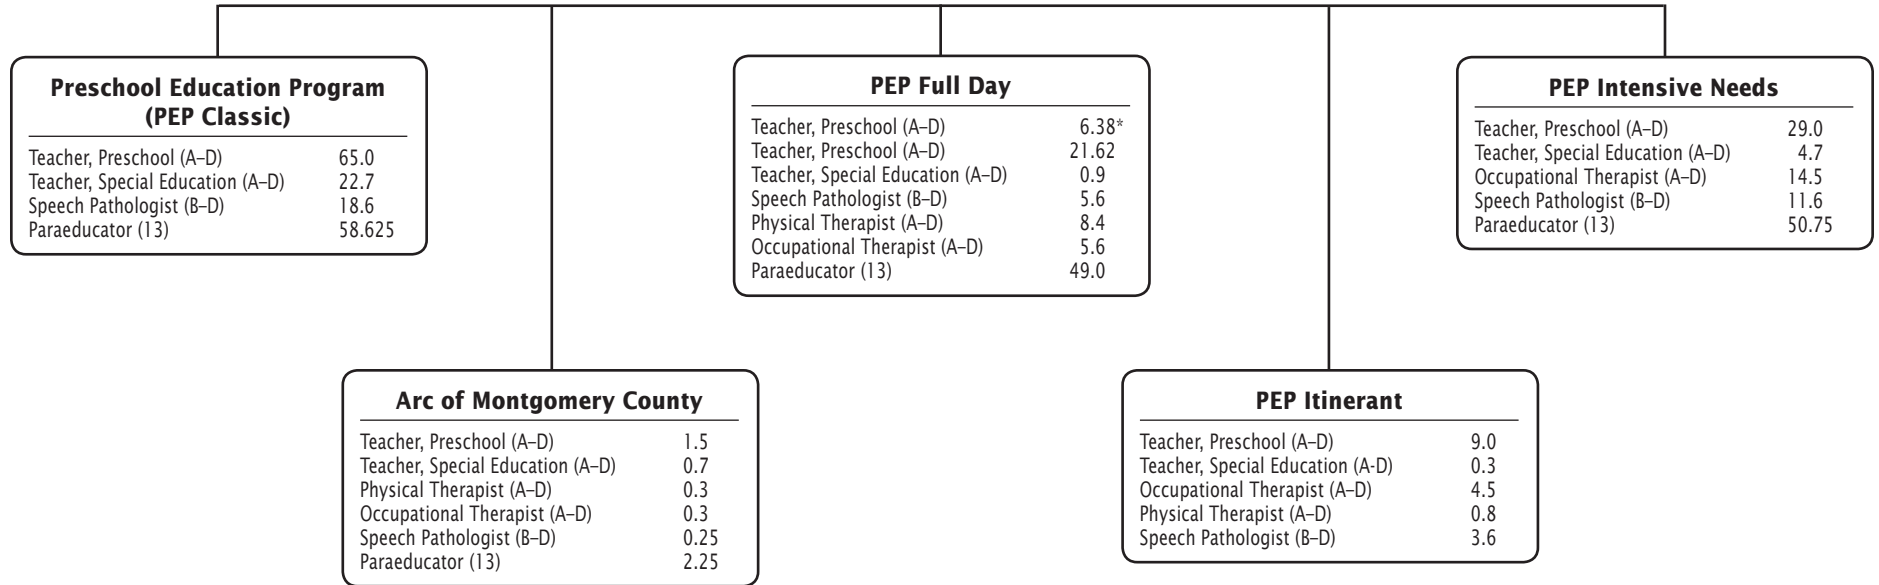 Preschool Education Program
(PEP Classic)
Teacher, Preschool (A–D) 65.0
Teacher, Special Education (A–D) 22.7
Speech Pathologist (B–D) 18.6
Paraeducator (13) 58.625
PEP Full Day
Teacher, Preschool (A–D) 6.38*
Teacher, Preschool (A–D) 21.62
Teacher, Special Education (A–D) 0.9
Speech Pathologist (B–D) 5.6
Physical Therapist (A–D) 8.4
Occupational Therapist (A–D) 5.6
Paraeducator (13) 49.0
PEP Intensive Needs
Teacher, Preschool (A–D) 29.0
Teacher, Special Education (A–D) 4.7
Occupational Therapist (A–D) 14.5
Speech Pathologist (B–D) 11.6
Paraeducator (13) 50.75
Arc of Montgomery County
Teacher, Preschool (A–D) 1.5
Teacher, Special Education (A–D) 0.7
Physical Therapist (A–D) 0.3
Occupational Therapist (A–D) 0.3
Speech Pathologist (B–D) 0.25
Paraeducator (13) 2.25
PEP Itinerant
Teacher, Preschool (A–D) 9.0
Teacher, Special Education (A-D) 0.3
Occupational Therapist (A–D) 4.5
Physical Therapist (A–D) 0.8
Speech Pathologist (B–D) 3.6